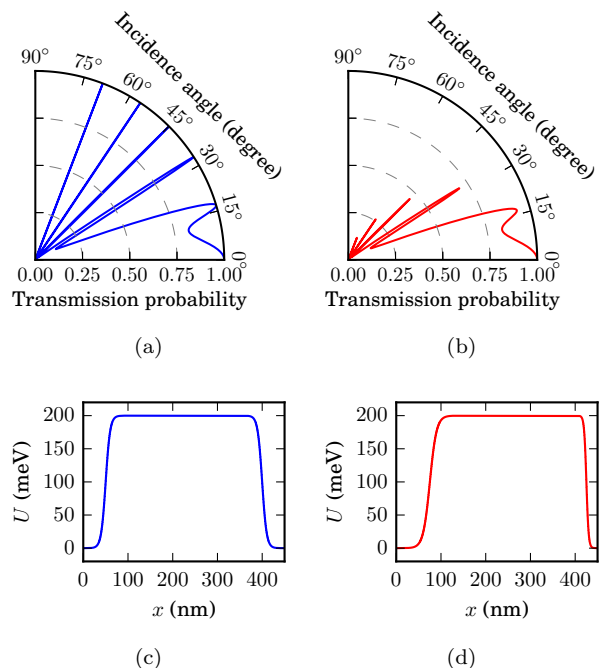 Incidence angle (degree)
90°
75°
60°
45°
30°
15°
0°
0.00 0.25 0.50 0.75 1.00
Transmission probability
(a)
Incidence angle (degree)
90°
75°
60°
45°
30°
15°
0°
0.00 0.25 0.50 0.75 1.00
Transmission probability
(b)
200
150
100
50
0
U (meV)
0 100 200 300 400
x (nm)
(c)
200
150
100
50
0
U (meV)
0 100 200 300 400
x (nm)
(d)